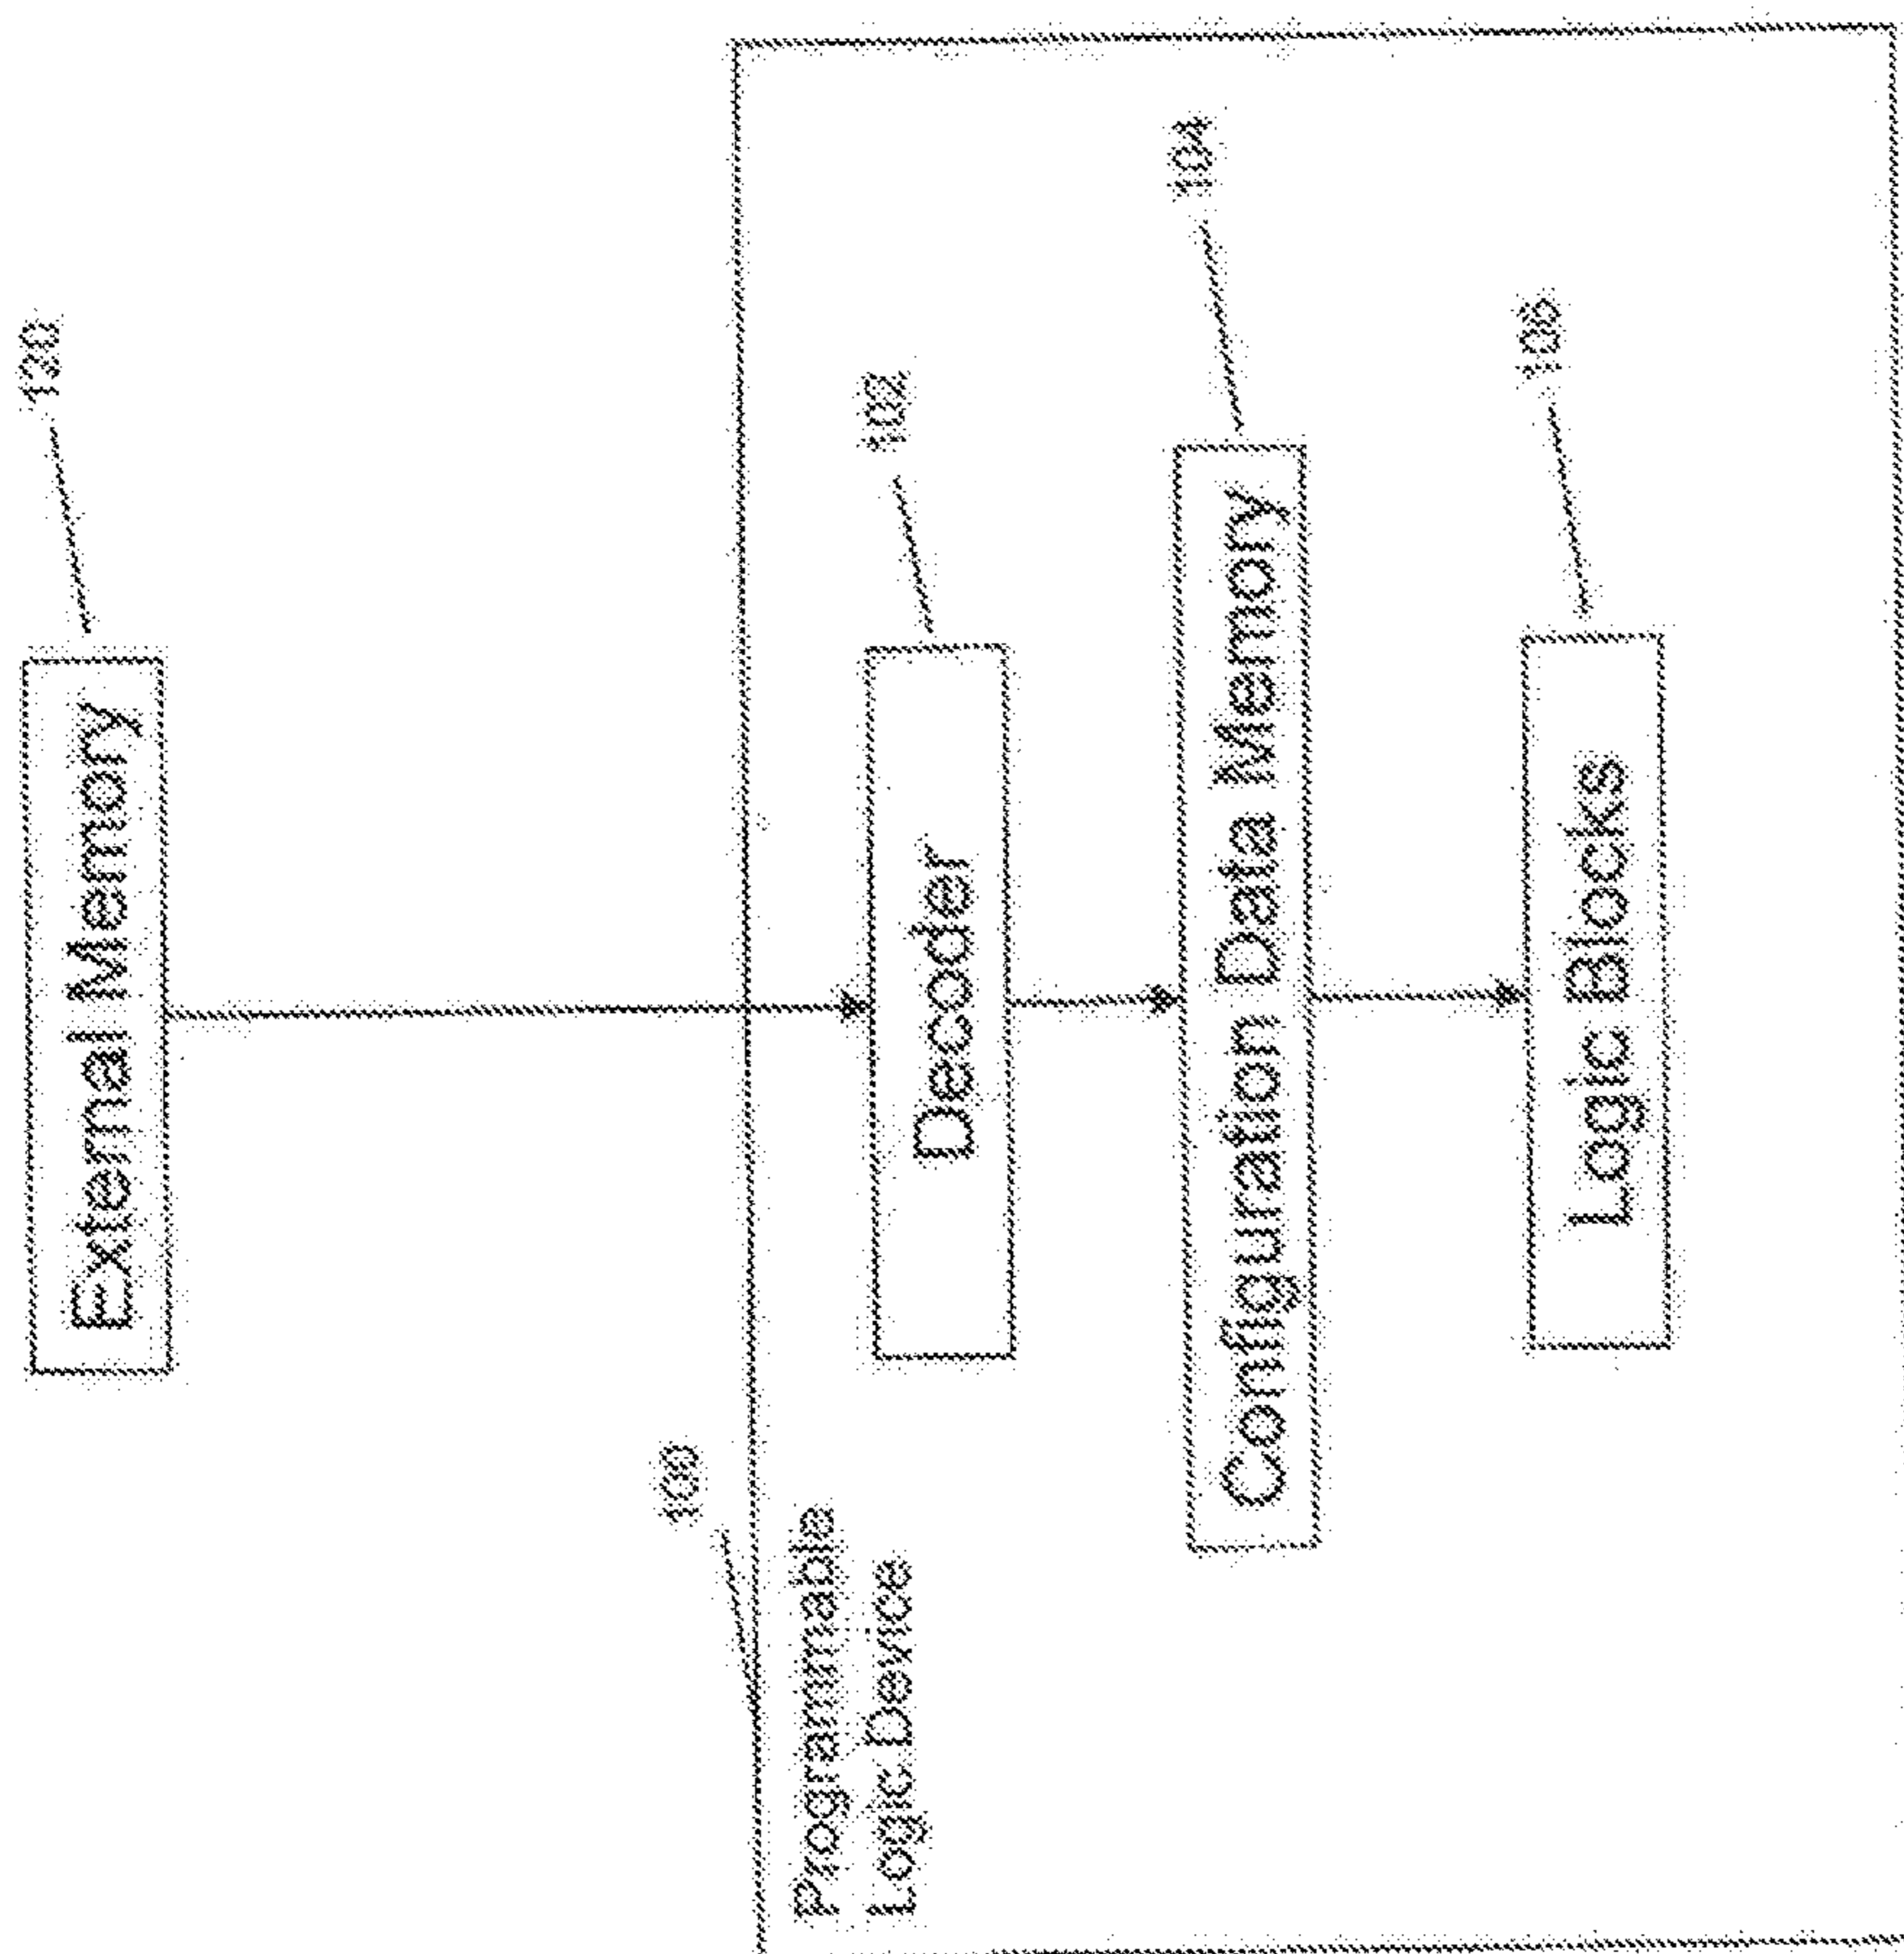 External Memory
130
100
Programmable
Logic Device
Decoder
102
Configuration Data Memory
104
Logic Blocks
106